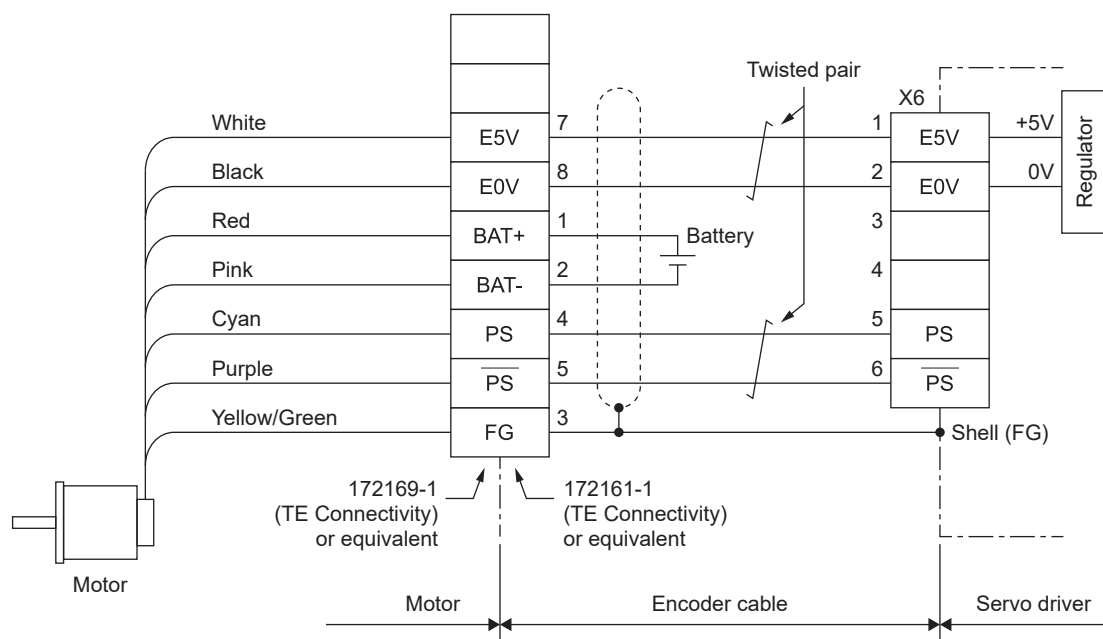 Twisted pair
X6
White
E5V
7
1
E5V
+5V
Regulator
Black
E0V
8
2
E0V
0V
Red
BAT+
1
Battery
3
Pink
BAT-
2
4
Cyan
PS
4
5
PS
Purple
P̅S̅
5
6
P̅S̅
Yellow/Green
FG
3
Shell (FG)
172169-1
(TE Connectivity)
or equivalent
172161-1
(TE Connectivity)
or equivalent
Motor
Motor
Encoder cable
Servo driver